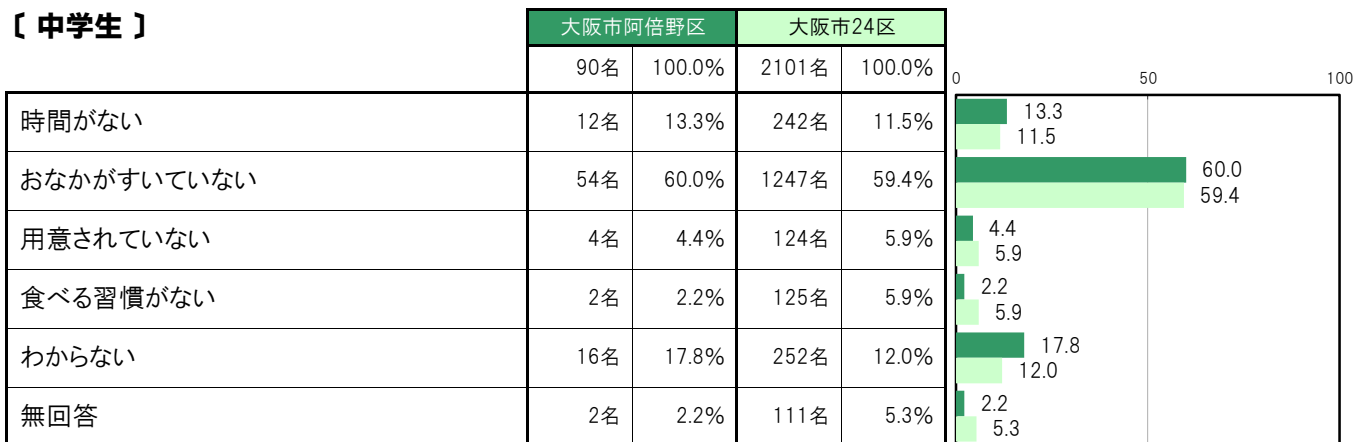 〔 中学生 〕
大阪市阿倍野区 大阪市24区
90名 100.0% 2101名 100.0% 0 50 100
時間がない 12名 13.3% 242名 11.5% 13.3
11.5
おなかがすいていない 54名 60.0% 1247名 59.4% 60.0
59.4
用意されていない 4名 4.4% 124名 5.9% 4.4
5.9
食べる習慣がない 2名 2.2% 125名 5.9% 2.2
5.9
わからない 16名 17.8% 252名 12.0% 17.8
12.0
無回答 2名 2.2% 111名 5.3% 2.2
5.3